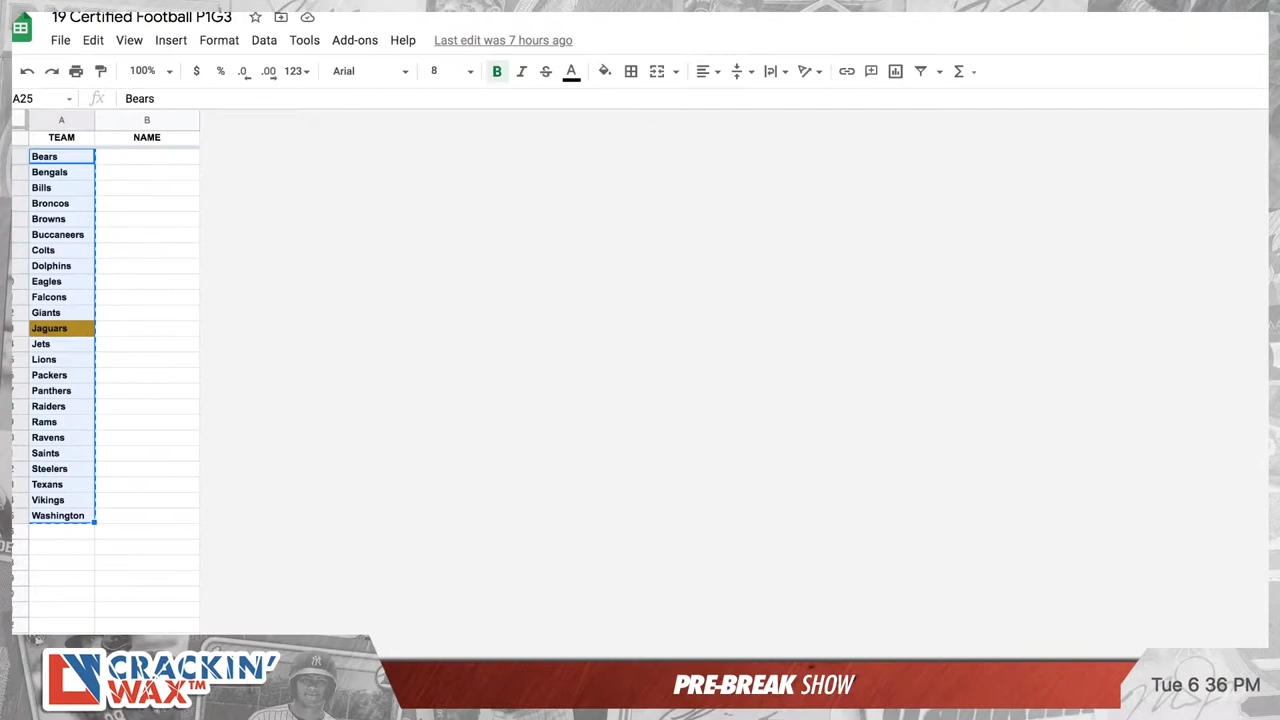 19 Certified Football P1G3
File Edit View Insert Format Data Tools Add-ons Help Last edit was 7 hours ago
100% $ % .0 .00 123 Arial 8 B I S A Σ
A25 fx Bears
A B
TEAM NAME
Bears
Bengals
Bills
Broncos
Browns
Buccaneers
Colts
Dolphins
Eagles
Falcons
Giants
Jaguars
Jets
Lions
Packers
Panthers
Raiders
Rams
Ravens
Saints
Steelers
Texans
Vikings
Washington
CRACKIN'
WAX™
PRE-BREAK SHOW
Tue 6 36 PM